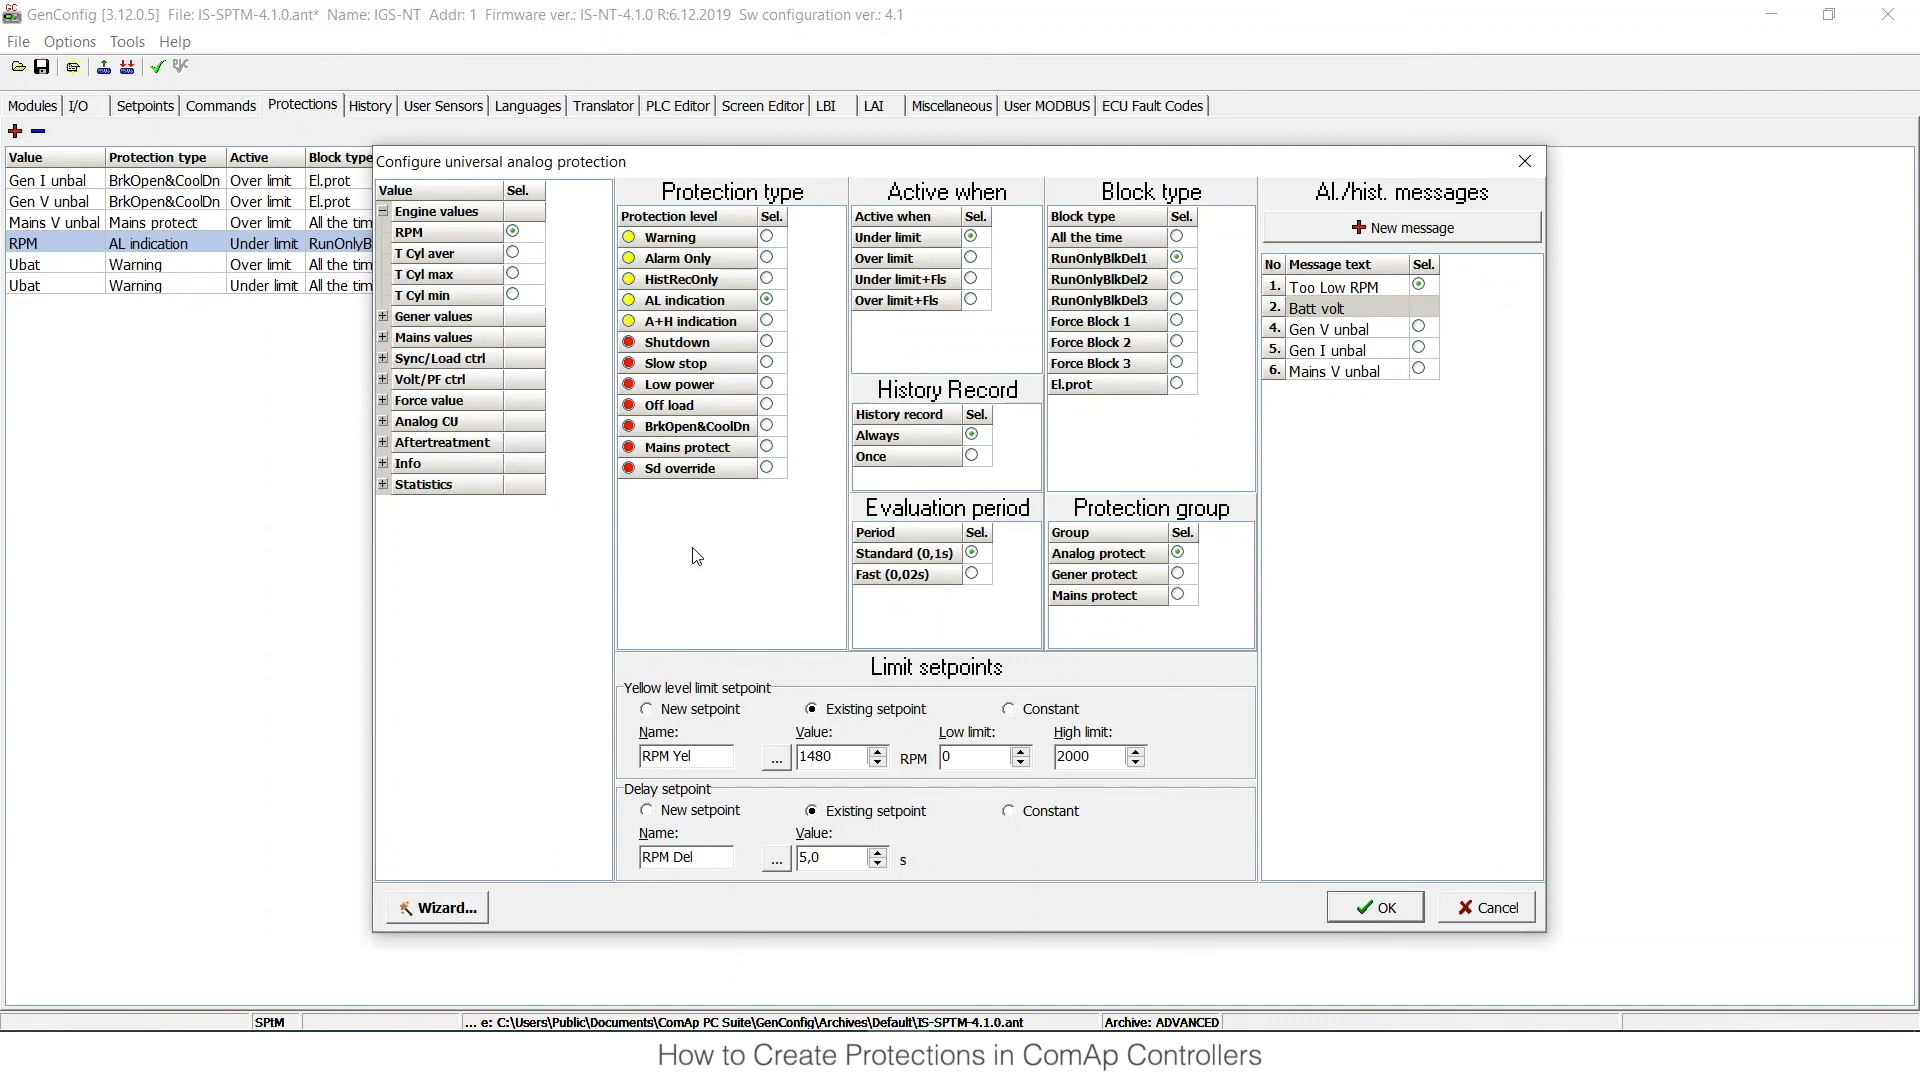 GC
GenConfig [3.12.0.5] File: IS-SPTM-4.1.0.ant* Name: IGS-NT Addr: 1 Firmware ver.: IS-NT-4.1.0 R:6.12.2019 Sw configuration ver.: 4.1
File Options Tools Help
Modules I/O Setpoints Commands Protections History User Sensors Languages Translator PLC Editor Screen Editor LBI LAI Miscellaneous User MODBUS ECU Fault Codes
Value Protection type Active Block type
Gen I unbal BrkOpen&CoolDn Over limit El.prot
Gen V unbal BrkOpen&CoolDn Over limit El.prot
Mains V unbal Mains protect Over limit All the tim
RPM AL indication Under limit RunOnlyB
Ubat Warning Over limit All the tim
Ubat Warning Under limit All the tim
Configure universal analog protection
Value Sel.
Engine values
RPM
T Cyl aver
T Cyl max
T Cyl min
Gener values
Mains values
Sync/Load ctrl
Volt/PF ctrl
Force value
Analog CU
Aftertreatment
Info
Statistics
Protection type
Protection level Sel.
Warning
Alarm Only
HistRecOnly
AL indication
A+H indication
Shutdown
Slow stop
Low power
Off load
BrkOpen&CoolDn
Mains protect
Sd override
Active when
Active when Sel.
Under limit
Over limit
Under limit+Fls
Over limit+Fls
History Record
History record Sel.
Always
Once
Evaluation period
Period Sel.
Standard (0,1s)
Fast (0,02s)
Block type
Block type Sel.
All the time
RunOnlyBlkDel1
RunOnlyBlkDel2
RunOnlyBlkDel3
Force Block 1
Force Block 2
Force Block 3
El.prot
Protection group
Group Sel.
Analog protect
Gener protect
Mains protect
Al./hist. messages
New message
No Message text Sel.
1. Too Low RPM
2. Batt volt
4. Gen V unbal
5. Gen I unbal
6. Mains V unbal
Limit setpoints
Yellow level limit setpoint
New setpoint Existing setpoint Constant
Name: Value: Low limit: High limit:
RPM Yel ... 1480 RPM 0 2000
Delay setpoint
New setpoint Existing setpoint Constant
Name: Value:
RPM Del ... 5,0 s
Wizard... OK Cancel
SPtM ... e: C:\Users\Public\Documents\ComAp PC Suite\GenConfig\Archives\Default\IS-SPTM-4.1.0.ant Archive: ADVANCED
How to Create Protections in ComAp Controllers